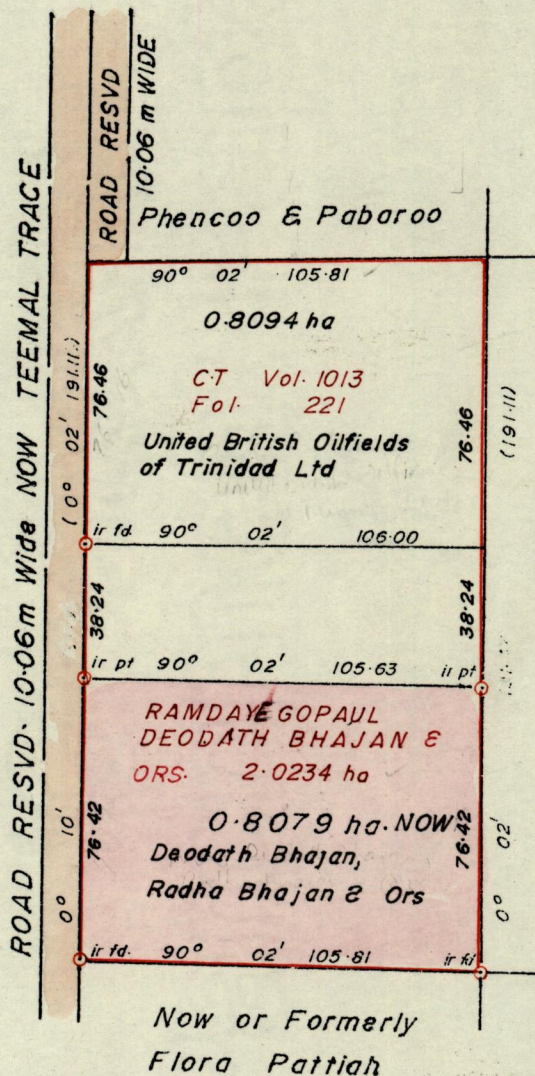 ROAD RESVD
10·06 m WIDE
Phencoo & Pabaroo
ROAD RESVD· 10·06m Wide NOW TEEMAL TRACE
90° 02' 105·81
0·8094 ha
C·T Vol· 1013
Fol· 221
United British Oilfields
of Trinidad Ltd
76.46
76.46
(0° 02' 191.11)
(191·11)
ir fd. 90° 02' 106·00
38·24
38·24
ir pt 90° 02' 105·63 ir pt
RAMDAYE GOPAUL
DEODATH BHAJAN &
ORS· 2·0234 ha
0·8079 ha. NOW
Deodath Bhajan,
Radha Bhajan & Ors
76·42
76·42
0° 10'
0° 02'
ir fd. 90° 02' 105·81 ir fd
Now or Formerly
Flora Pattiah